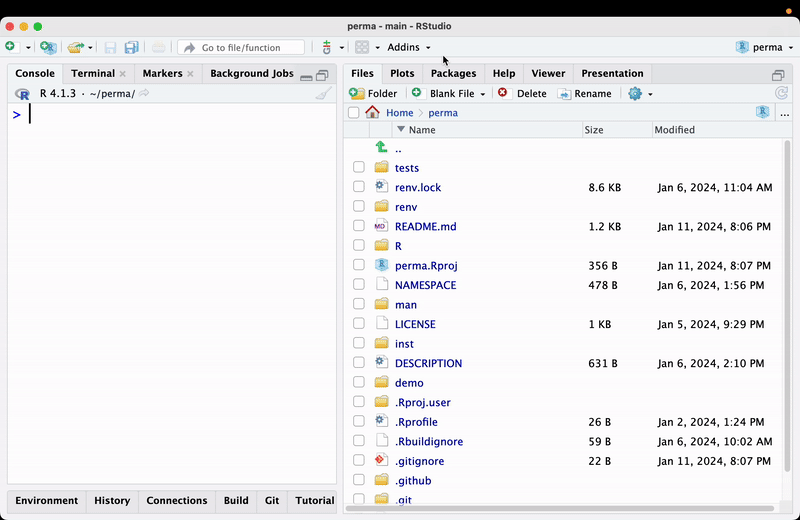 perma - main - RStudio
Go to file/function
Addins
perma
Console Terminal Markers Background Jobs
R 4.1.3 · ~/perma/
>
Files Plots Packages Help Viewer Presentation
Folder Blank File Delete Rename
Home perma ...
Name Size Modified
..
tests
renv.lock 8.6 KB Jan 6, 2024, 11:04 AM
renv
README.md 1.2 KB Jan 11, 2024, 8:06 PM
R
perma.Rproj 356 B Jan 11, 2024, 8:07 PM
NAMESPACE 478 B Jan 6, 2024, 1:56 PM
man
LICENSE 1 KB Jan 5, 2024, 9:29 PM
inst
DESCRIPTION 631 B Jan 6, 2024, 2:10 PM
demo
.Rproj.user
.Rprofile 26 B Jan 2, 2024, 1:24 PM
.Rbuildignore 59 B Jan 6, 2024, 10:02 AM
.gitignore 22 B Jan 11, 2024, 8:07 PM
.github
.git
Environment History Connections Build Git Tutorial